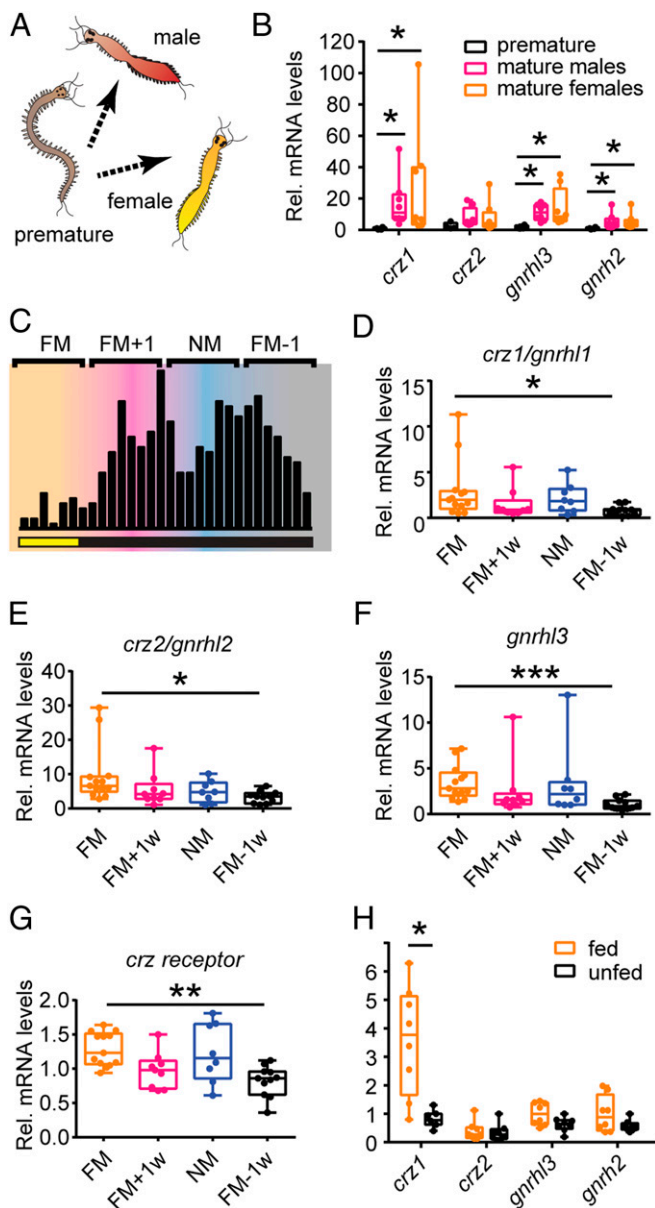 A
male
female
premature
B
Rel. mRNA levels
120
100
80
60
40
20
0
premature
mature males
mature females
*
*
*
*
*
*
crz1
crz2
gnrhl3
gnrh2
C
FM FM+1 NM FM-1
D
crz1/gnrhl1
Rel. mRNA levels
15
10
5
0
*
FM
FM+1w
NM
FM-1w
E
crz2/gnrhl2
Rel. mRNA levels
40
30
20
10
0
*
FM
FM+1w
NM
FM-1w
F
gnrhl3
Rel. mRNA levels
15
10
5
0
***
FM
FM+1w
NM
FM-1w
G
crz receptor
Rel. mRNA levels
2.0
1.5
1.0
0.5
0.0
**
FM
FM+1w
NM
FM-1w
H
7
6
5
4
3
2
1
0
*
fed
unfed
crz1
crz2
gnrhl3
gnrh2